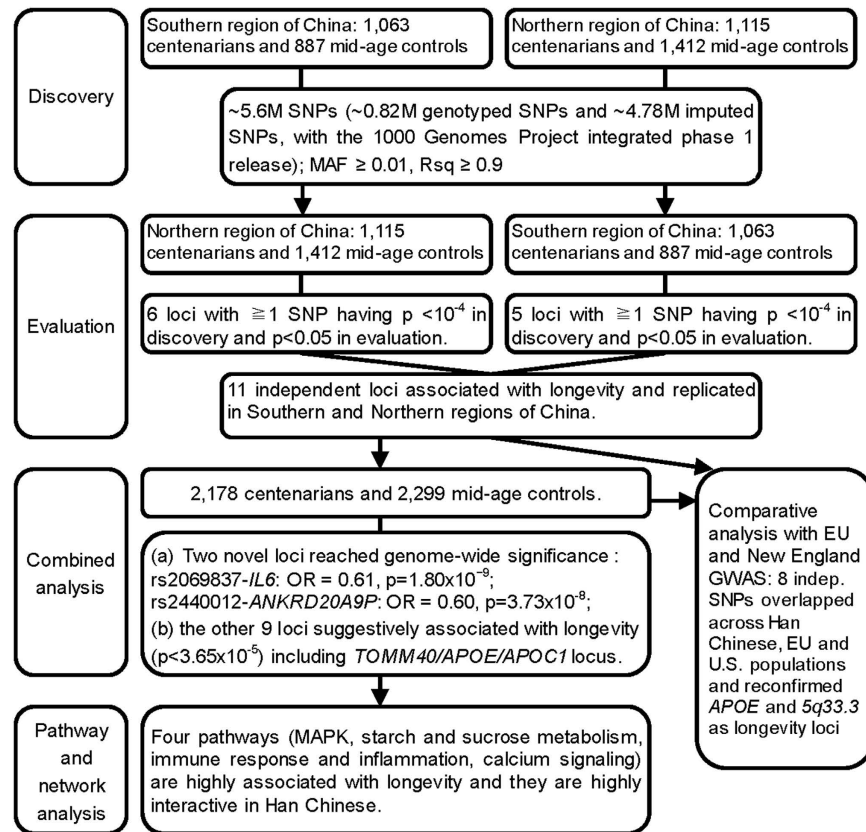 Discovery
Southern region of China: 1,063
centenarians and 887 mid-age controls
Northern region of China: 1,115
centenarians and 1,412 mid-age controls
~5.6M SNPs (~0.82M genotyped SNPs and ~4.78M imputed
SNPs, with the 1000 Genomes Project integrated phase 1
release); MAF ≥ 0.01, Rsq ≥ 0.9
Evaluation
Northern region of China: 1,115
centenarians and 1,412 mid-age controls
Southern region of China: 1,063
centenarians and 887 mid-age controls
6 loci with ≧1 SNP having p <10⁻⁴ in
discovery and p<0.05 in evaluation.
5 loci with ≧1 SNP having p <10⁻⁴ in
discovery and p<0.05 in evaluation.
11 independent loci associated with longevity and replicated
in Southern and Northern regions of China.
Combined
analysis
2,178 centenarians and 2,299 mid-age controls.
(a) Two novel loci reached genome-wide significance :
rs2069837-IL6: OR = 0.61, p=1.80x10⁻⁹;
rs2440012-ANKRD20A9P: OR = 0.60, p=3.73x10⁻⁸;
(b) the other 9 loci suggestively associated with longevity
(p<3.65x10⁻⁵) including TOMM40/APOE/APOC1 locus.
Comparative
analysis with EU
and New England
GWAS: 8 indep.
SNPs overlapped
across Han
Chinese, EU and
U.S. populations
and reconfirmed
APOE and 5q33.3
as longevity loci
Pathway
and
network
analysis
Four pathways (MAPK, starch and sucrose metabolism,
immune response and inflammation, calcium signaling)
are highly associated with longevity and they are highly
interactive in Han Chinese.